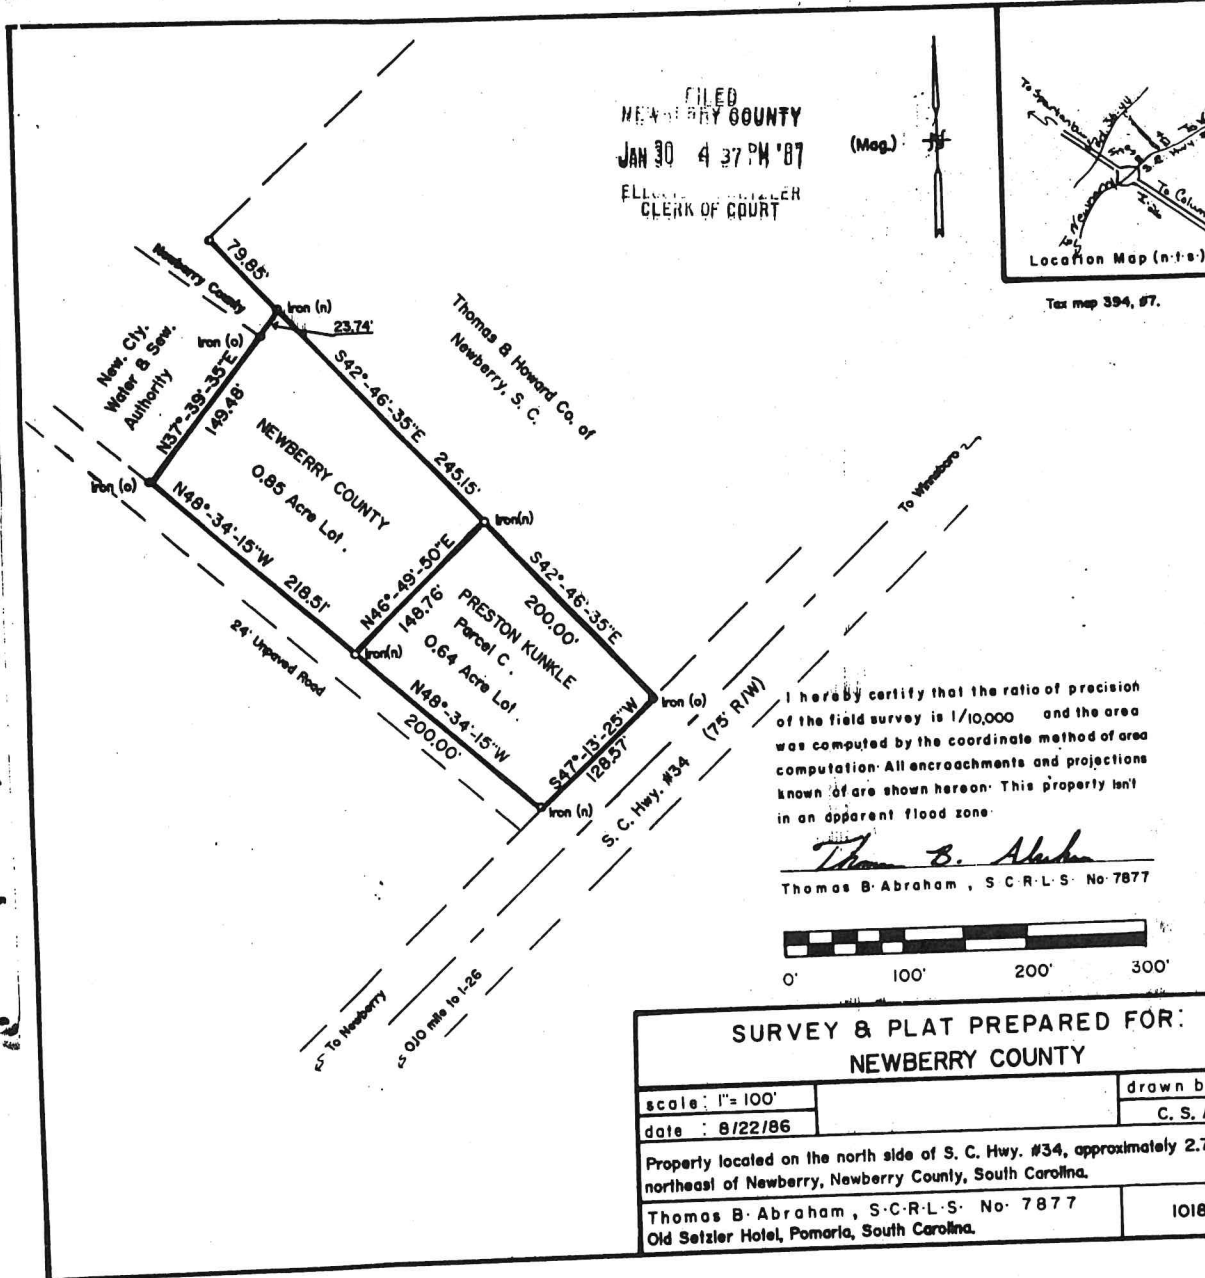 FILED
NEWBERRY COUNTY
JAN 30 4 37 PM '87
CLERK OF COURT
(Mag.)
To Newberry
Location Map (n·t·s·)
Tax map 394, #7.
79.85'
Newberry County
Iron (n)
23.74'
Iron (o)
New. Cty.
Water & Sew.
Authority
N37°-39'-35"E
149.48'
Thomas & Howard Co. of
Newberry, S. C.
S42°-46'-35"E 245.15'
NEWBERRY COUNTY
0.85 Acre Lot.
Iron (o)
N48°-34'-15"W 218.51'
Iron(n)
N46°-49'-50"E
148.76'
S42°-46'-35"E
200.00'
PRESTON KUNKLE
Parcel C.
0.64 Acre Lot.
Iron(n)
24' Unpaved Road
N48°-34'-15"W
200.00'
Iron (o)
S47°-13'-25"W
128.57'
Iron (n)
S. C. Hwy. #34 (75' R/W)
To Winnsboro
To Newberry
0.10 mile to I-26
I hereby certify that the ratio of precision
of the field survey is 1/10,000 and the area
was computed by the coordinate method of area
computation· All encroachments and projections
known of are shown hereon· This property isn't
in an apparent flood zone·
Thomas B· Abraham , S·C·R·L·S· No· 7877
0' 100' 200' 300'
SURVEY & PLAT PREPARED FOR:
NEWBERRY COUNTY
scale: 1"= 100'
date : 8/22/86
drawn b
C. S.
Property located on the north side of S. C. Hwy. #34, approximately 2.7
northeast of Newberry, Newberry County, South Carolina.
Thomas B· Abraham , S·C·R·L·S· No· 7877
Old Setzler Hotel, Pomaria, South Carolina.
1018